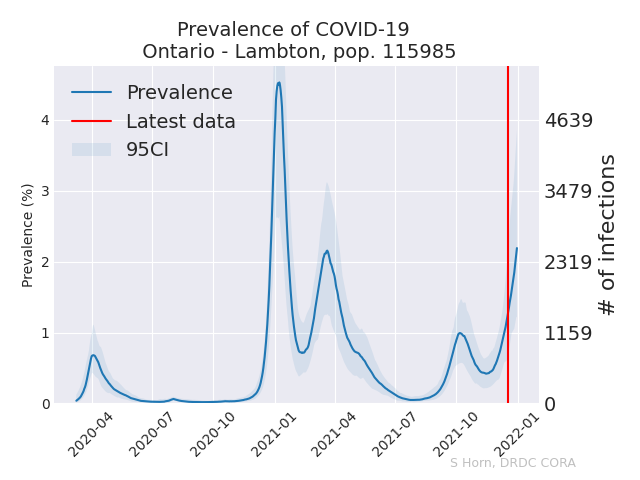 Prevalence of COVID-19
Ontario - Lambton, pop. 115985
Prevalence
Latest data
95CI
Prevalence (%)
4
3
2
1
0
4639
3479
2319
1159
0
# of infections
2020-04
2020-07
2020-10
2021-01
2021-04
2021-07
2021-10
2022-01
S Horn, DRDC CORA